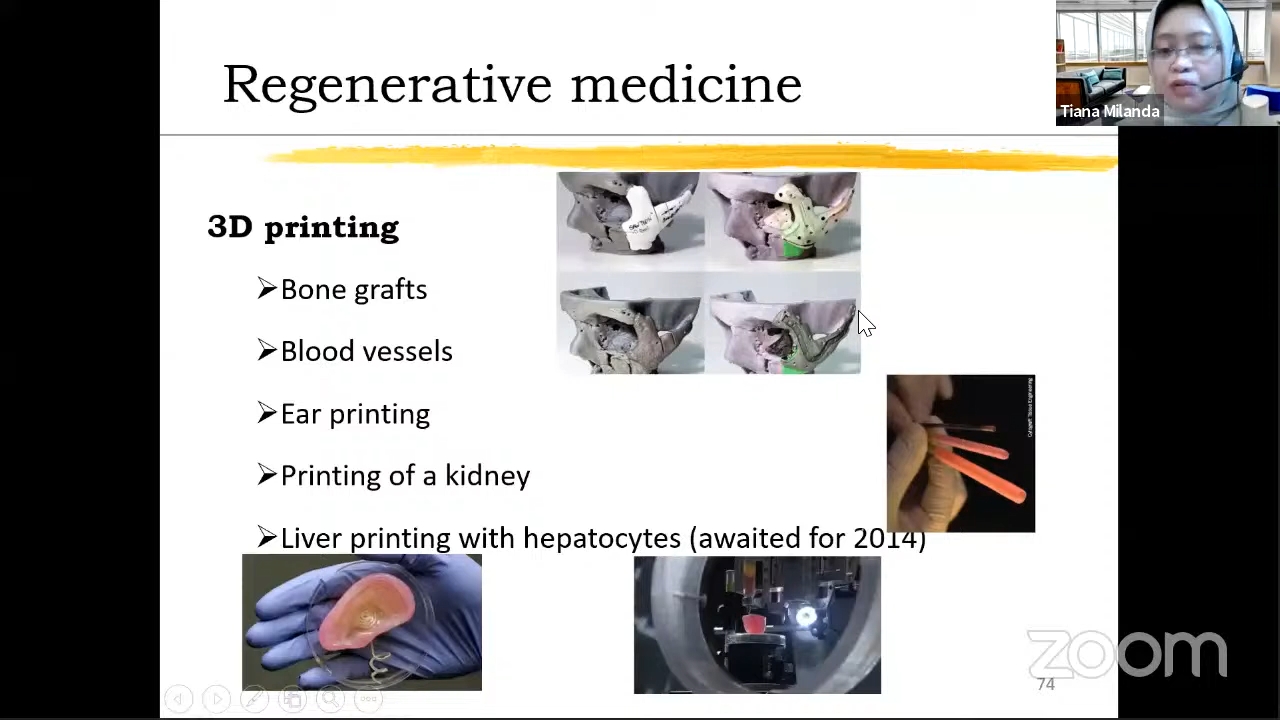 Regenerative medicine
Tiana Milanda
3D printing
➢Bone grafts
➢Blood vessels
➢Ear printing
➢Printing of a kidney
➢Liver printing with hepatocytes (awaited for 2014)
zoom
74